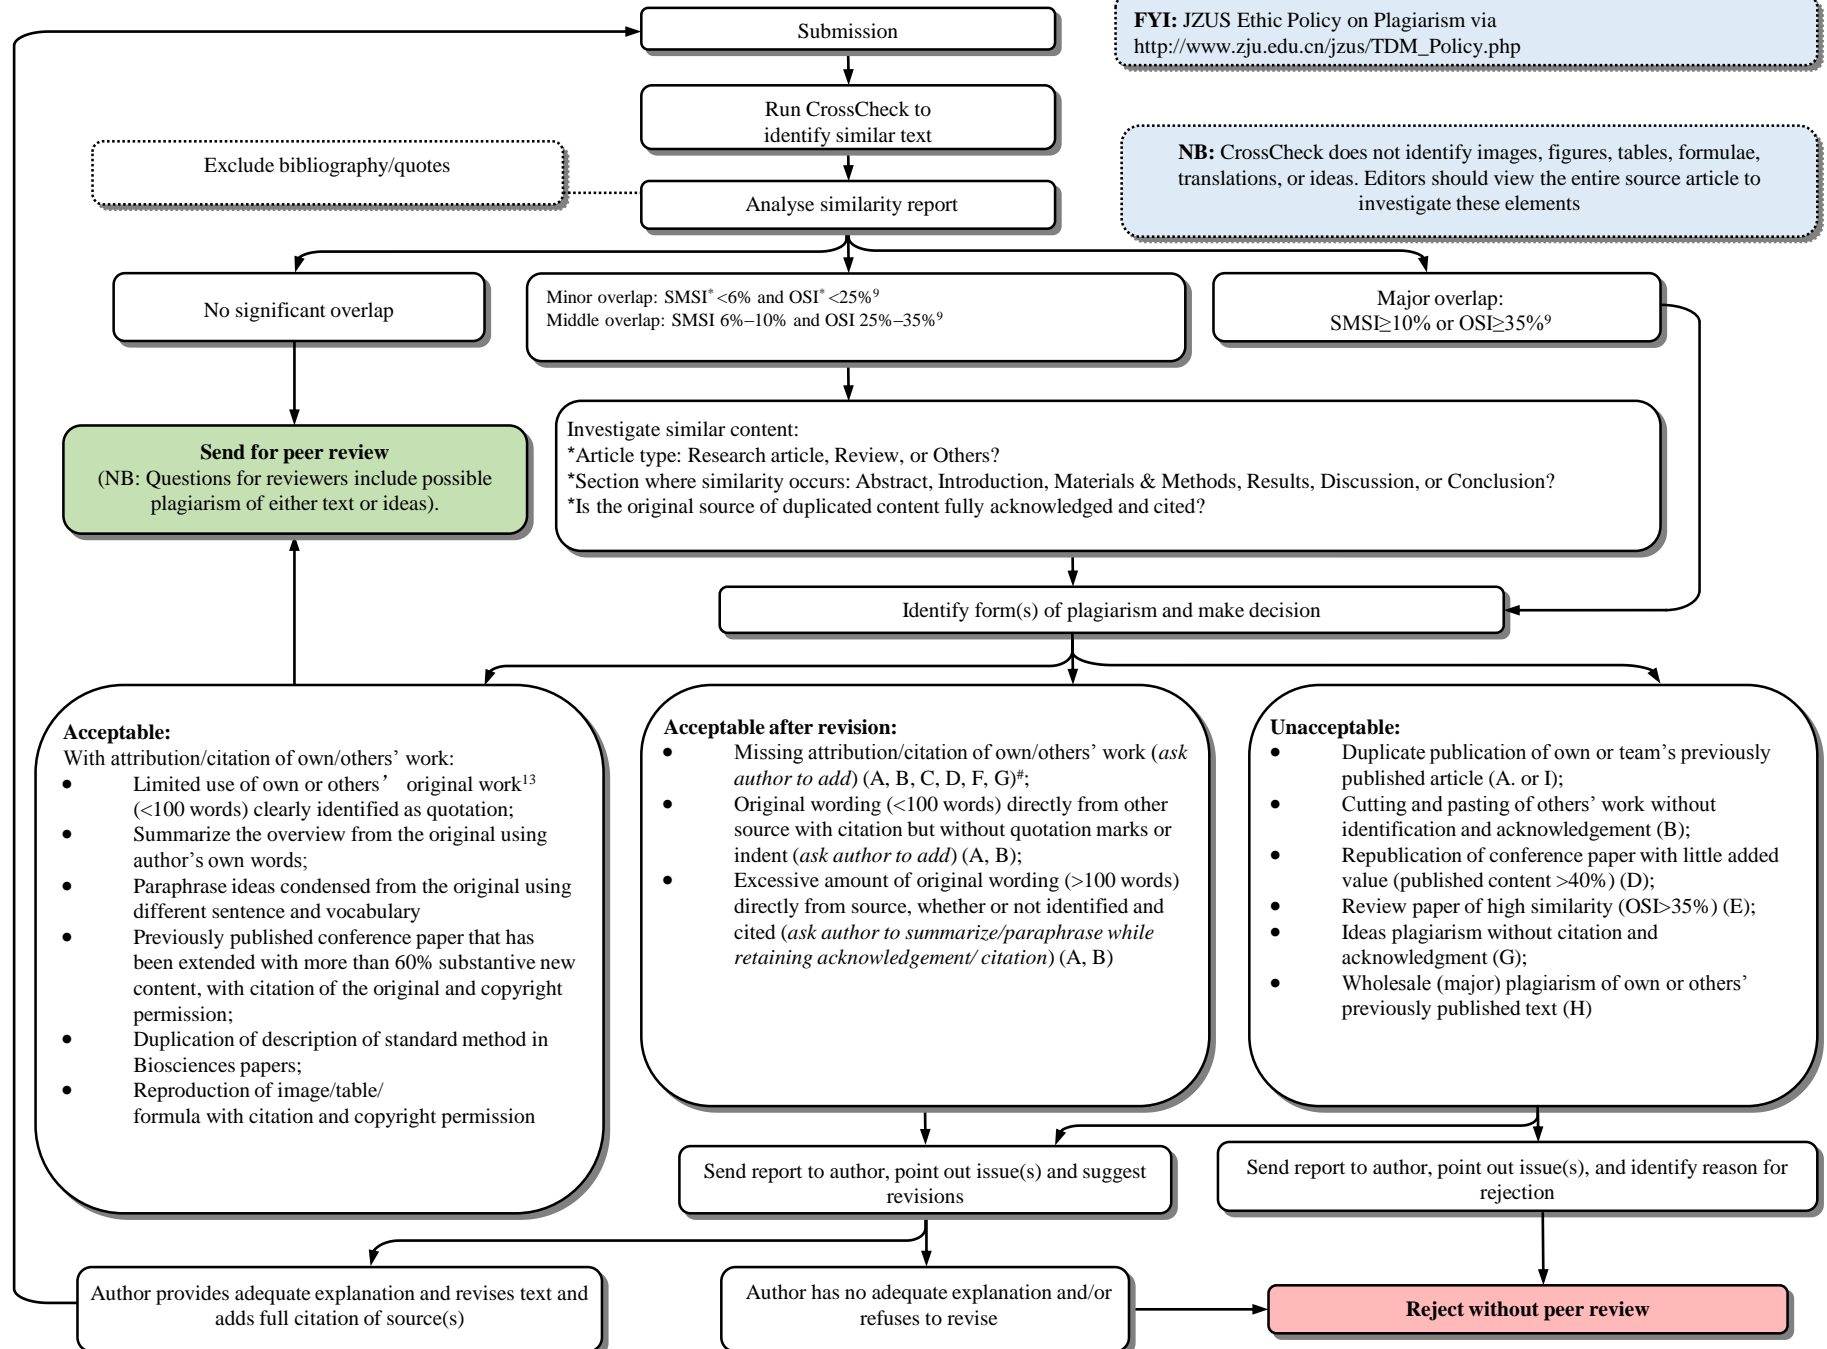 Submission
FYI: JZUS Ethic Policy on Plagiarism via
http://www.zju.edu.cn/jzus/TDM_Policy.php
Run CrossCheck to
identify similar text
Exclude bibliography/quotes
NB: CrossCheck does not identify images, figures, tables, formulae,
translations, or ideas. Editors should view the entire source article to
investigate these elements
Analyse similarity report
No significant overlap
Minor overlap: SMSI* <6% and OSI* <25%⁹
Middle overlap: SMSI 6%–10% and OSI 25%–35%⁹
Major overlap:
SMSI≥10% or OSI≥35%⁹
Send for peer review
(NB: Questions for reviewers include possible
plagiarism of either text or ideas).
Investigate similar content:
*Article type: Research article, Review, or Others?
*Section where similarity occurs: Abstract, Introduction, Materials & Methods, Results, Discussion, or Conclusion?
*Is the original source of duplicated content fully acknowledged and cited?
Identify form(s) of plagiarism and make decision
Acceptable:
With attribution/citation of own/others’ work:
• Limited use of own or others’ original work¹³
(<100 words) clearly identified as quotation;
• Summarize the overview from the original using
author’s own words;
• Paraphrase ideas condensed from the original using
different sentence and vocabulary
• Previously published conference paper that has
been extended with more than 60% substantive new
content, with citation of the original and copyright
permission;
• Duplication of description of standard method in
Biosciences papers;
• Reproduction of image/table/
formula with citation and copyright permission
Acceptable after revision:
• Missing attribution/citation of own/others’ work (ask
author to add) (A, B, C, D, F, G)#;
• Original wording (<100 words) directly from other
source with citation but without quotation marks or
indent (ask author to add) (A, B);
• Excessive amount of original wording (>100 words)
directly from source, whether or not identified and
cited (ask author to summarize/paraphrase while
retaining acknowledgement/ citation) (A, B)
Unacceptable:
• Duplicate publication of own or team’s previously
published article (A. or I);
• Cutting and pasting of others’ work without
identification and acknowledgement (B);
• Republication of conference paper with little added
value (published content >40%) (D);
• Review paper of high similarity (OSI>35%) (E);
• Ideas plagiarism without citation and
acknowledgment (G);
• Wholesale (major) plagiarism of own or others’
previously published text (H)
Send report to author, point out issue(s) and suggest
revisions
Send report to author, point out issue(s), and identify reason for
rejection
Author provides adequate explanation and revises text and
adds full citation of source(s)
Author has no adequate explanation and/or
refuses to revise
Reject without peer review